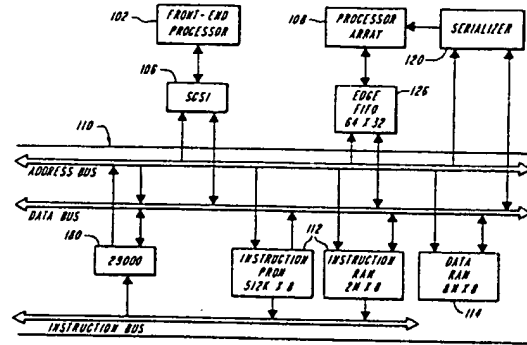 102
FRONT-END
PROCESSOR
108
PROCESSOR
ARRAY
SERIALIZER
120
106
SCSI
EDGE
FIFO
64 X 32
126
110
ADDRESS BUS
DATA BUS
180
29000
INSTRUCTION
PROM
512K X 8
112
INSTRUCTION
RAM
2M X 8
DATA
RAM
8M X 8
114
INSTRUCTION BUS